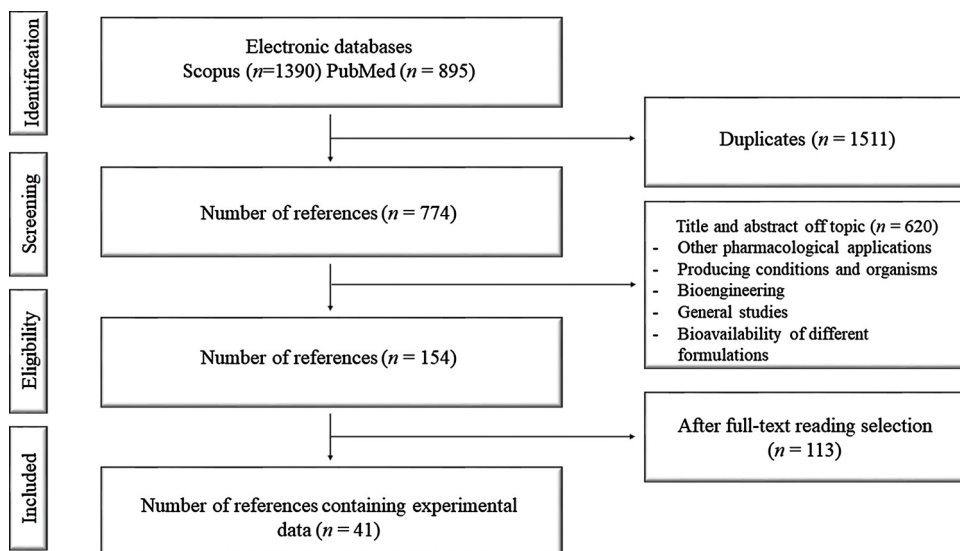 Identification
Electronic databases
Scopus (n=1390) PubMed (n = 895)
Duplicates (n = 1511)
Screening
Number of references (n = 774)
Title and abstract off topic (n = 620)
- Other pharmacological applications
- Producing conditions and organisms
- Bioengineering
- General studies
- Bioavailability of different
formulations
Eligibility
Number of references (n = 154)
After full-text reading selection
(n = 113)
Included
Number of references containing experimental
data (n = 41)